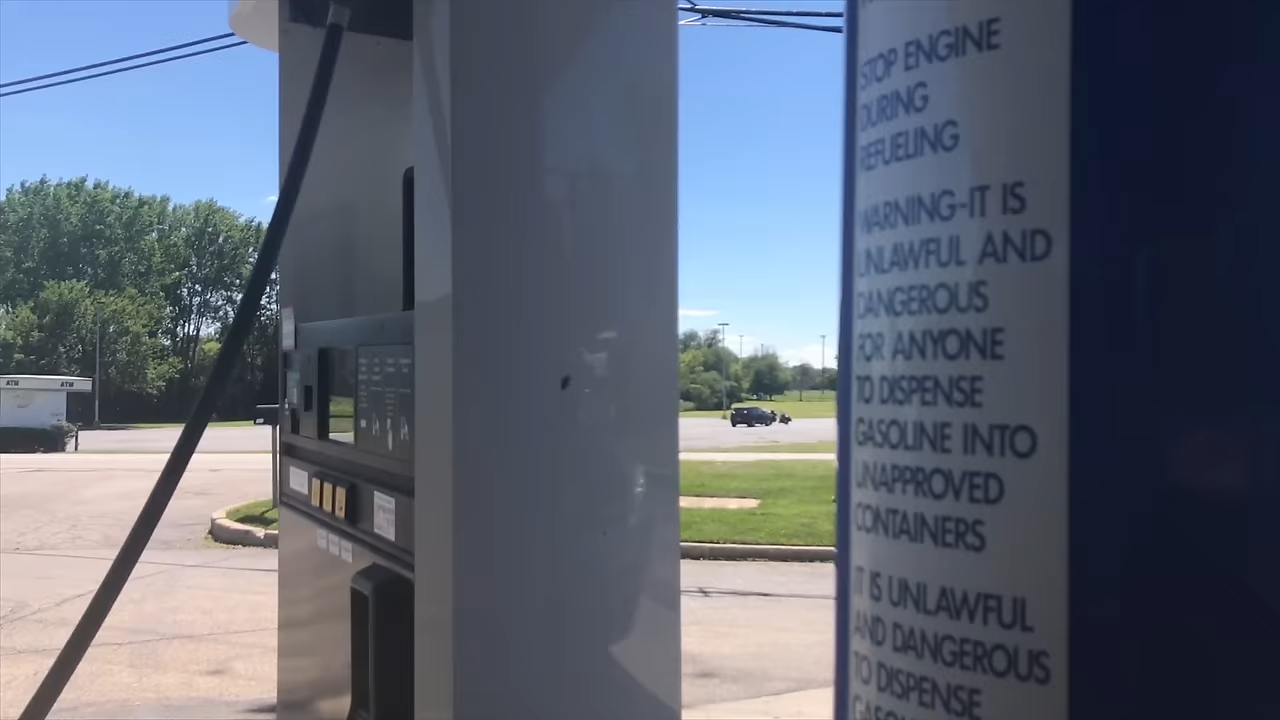 ATM ATM
STOP ENGINE
DURING
REFUELING
WARNING-IT IS
UNLAWFUL AND
DANGEROUS
FOR ANYONE
TO DISPENSE
GASOLINE INTO
UNAPPROVED
CONTAINERS
IT IS UNLAWFUL
AND DANGEROUS
TO DISPENSE